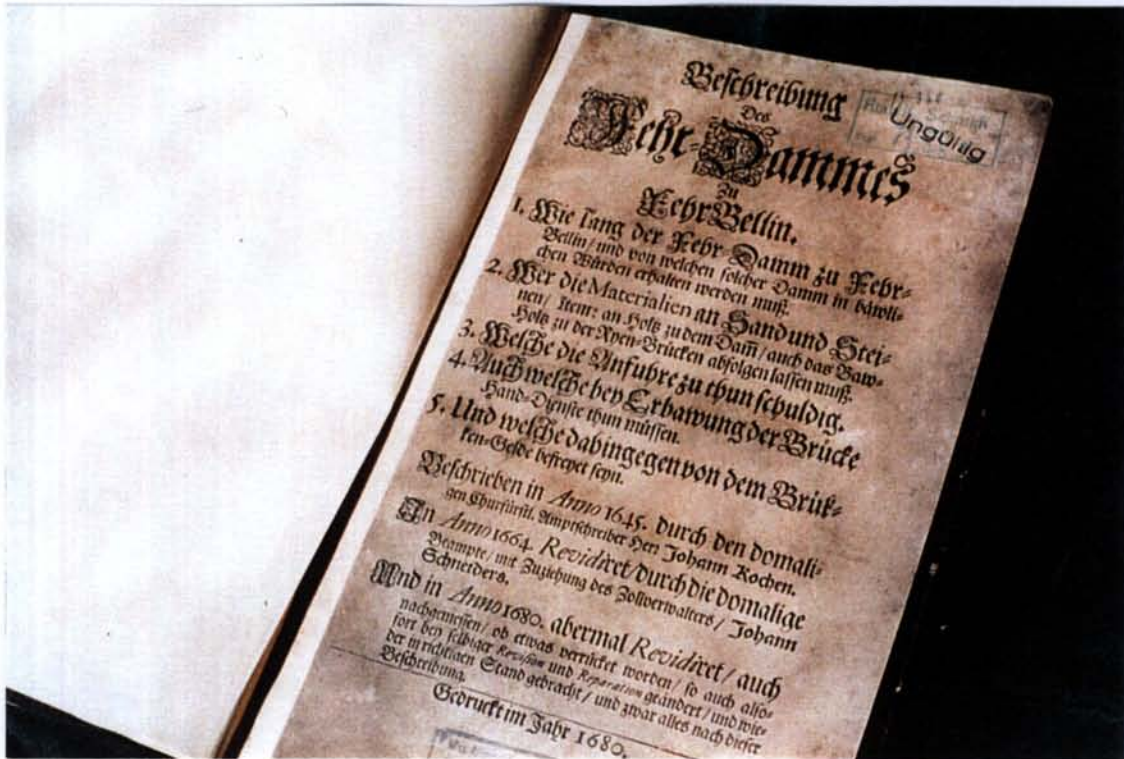 Beschreibung
Des
Fehr-Dammes
Zu
FehrBellin.
1. Wie lang der Fehr-Damm zu Fehr-
Bellin/ und von welchen solcher Damm in bäwli-
chen Würden erhalten werden muß.
2. Wer die Materialien an Sand und Stei-
nen/ Item: an Holtz zu dem Dam̃/ auch das Baw-
Holtz zu der Ryen-Brücken abfolgen lassen muß.
3. Welche die Anfuhre zu thun schuldig.
4. Auch welche bey Erbawung der Brücke
Hand-Dienste thun müssen.
5. Und welche dahingegen von dem Brük-
ken-Gelde befreyet seyn.
Beschrieben in Anno 1645. durch den domali-
gen Churfürstl. Amptschreiber Herr Johann Kochen.
In Anno 1664. Revidiret/ durch die domalige
Beampte/ mit Zuziehung des Zollverwalters/ Johann
Schneiders.
Und in Anno 1680. abermal Revidiret/ auch
nachgemessen/ ob etwas verrücket worden/ so auch also-
fort bey selbiger Revision und Reparation geändert/ und wie-
der in richtigen Stand gebracht/ und zwar alles nach dieser
Beschreibung.
Gedruckt im Jahr 1680.
Ungültig